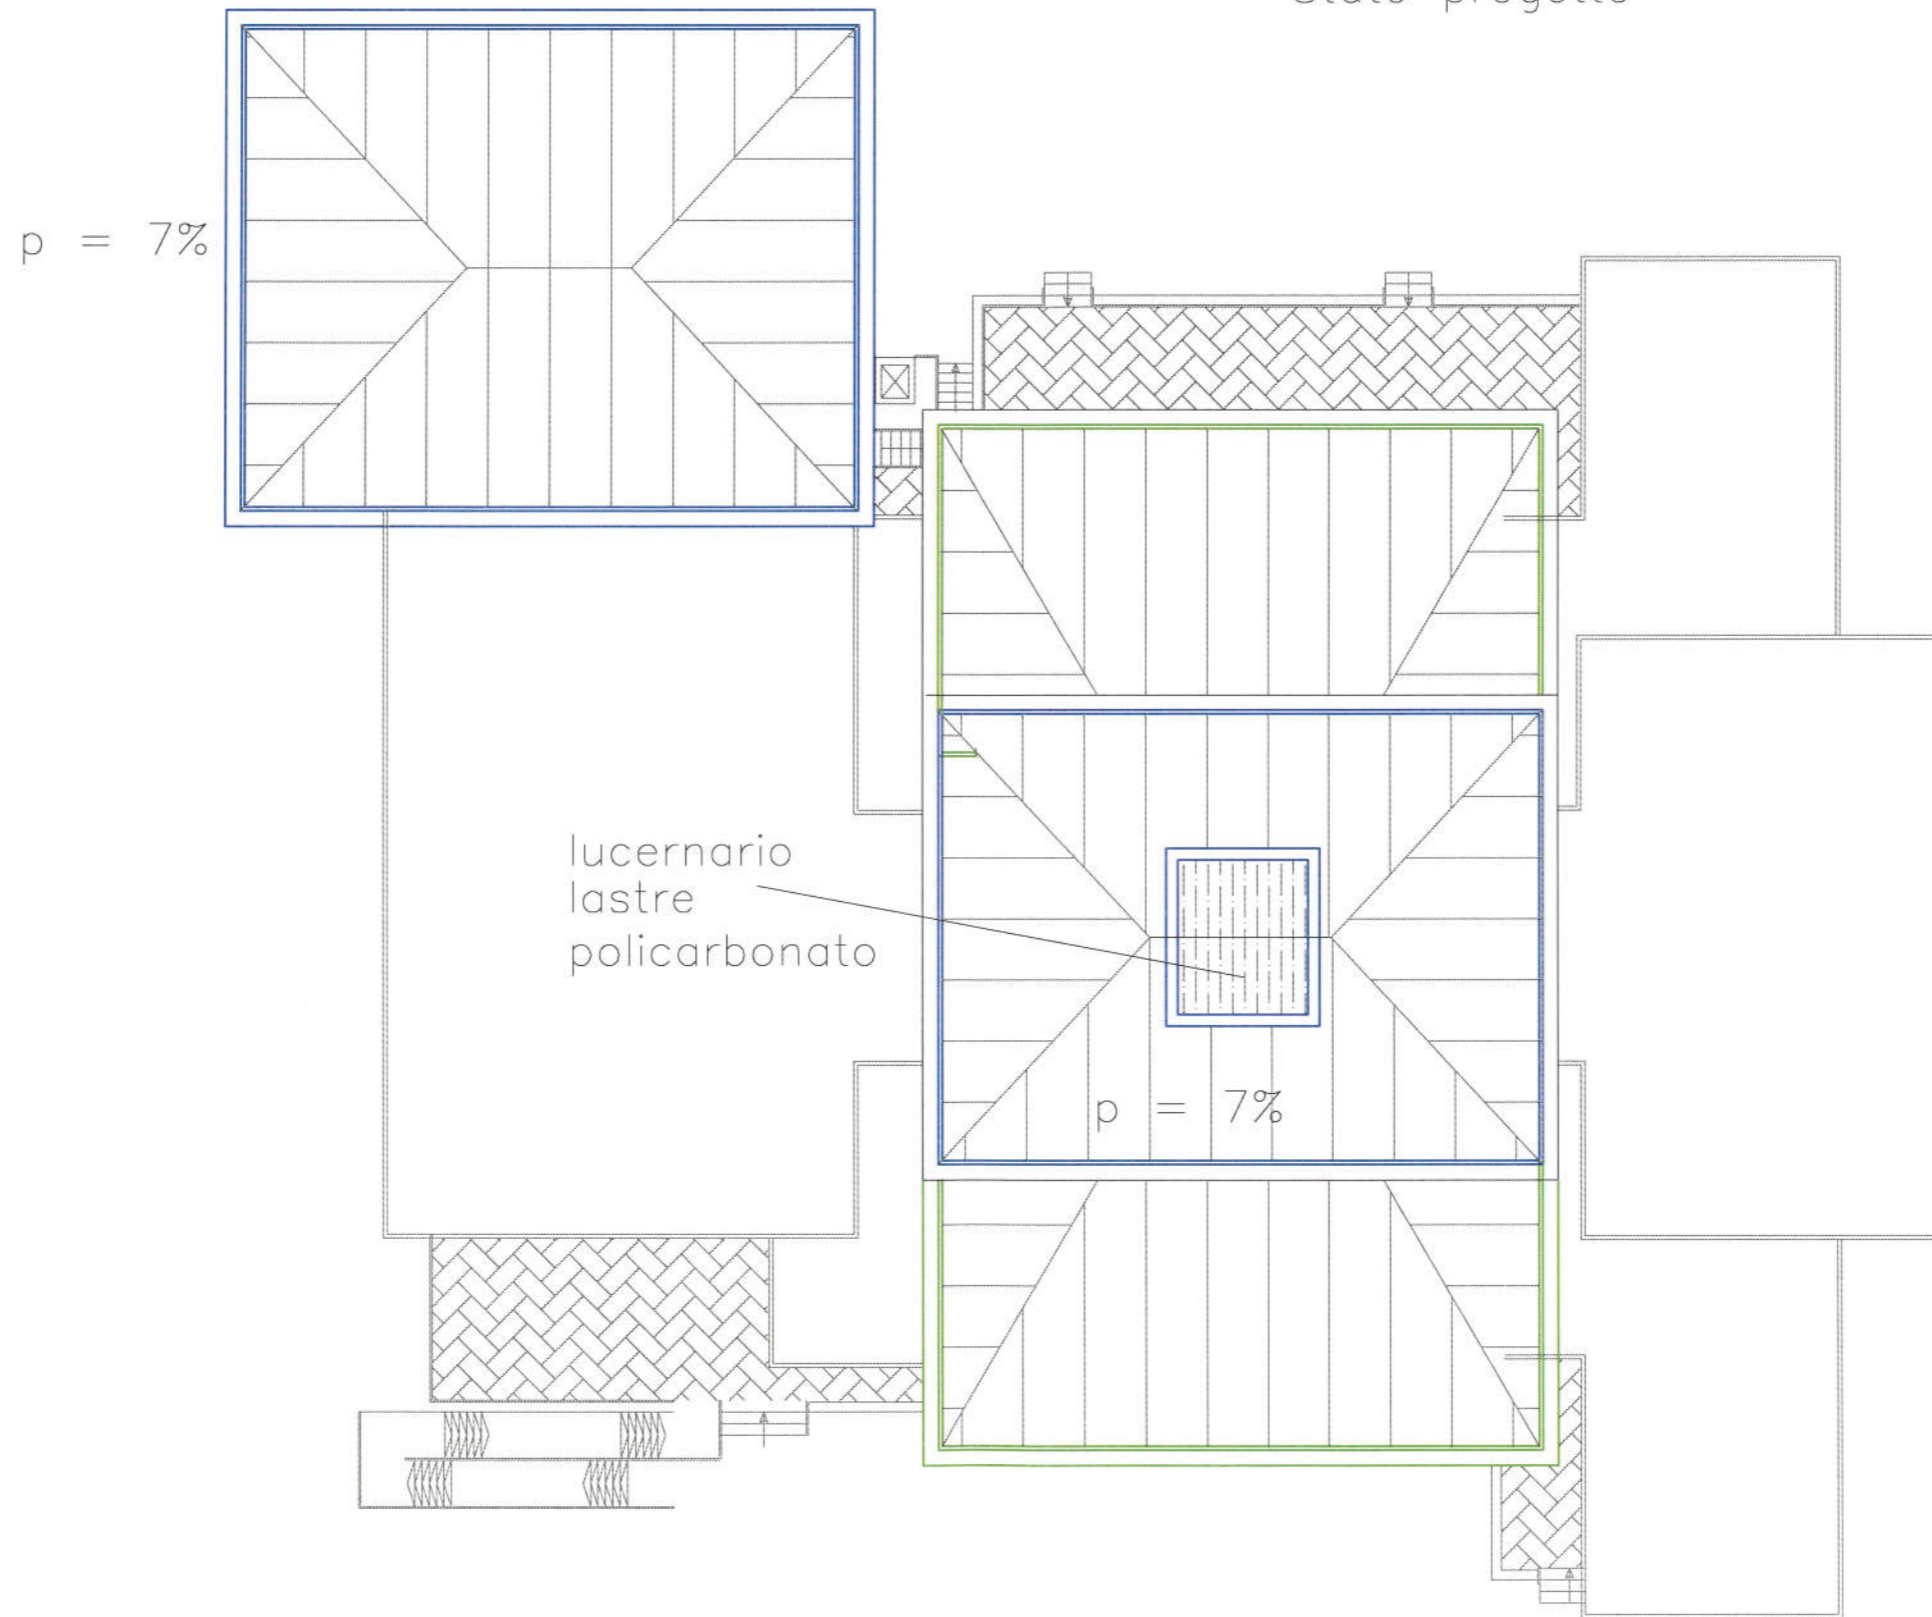 p = 7%
lucernario
lastre
policarbonato
p = 7%